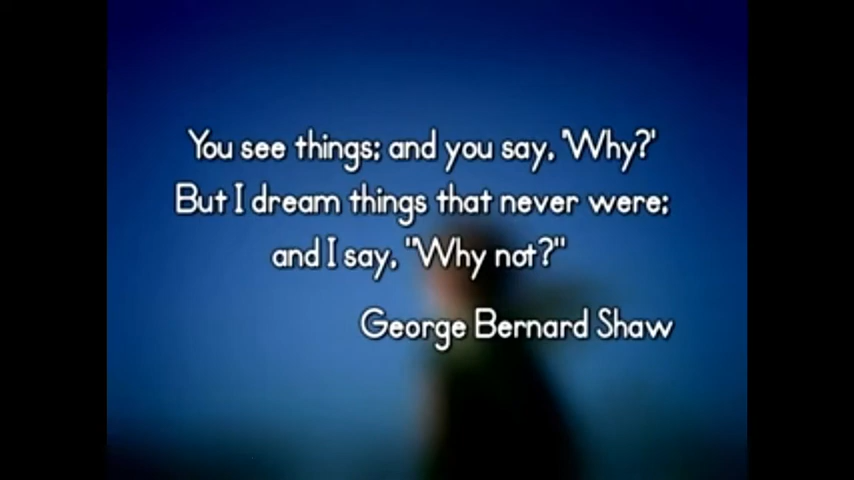 You see things; and you say, 'Why?'
But I dream things that never were;
and I say, "Why not?"
George Bernard Shaw